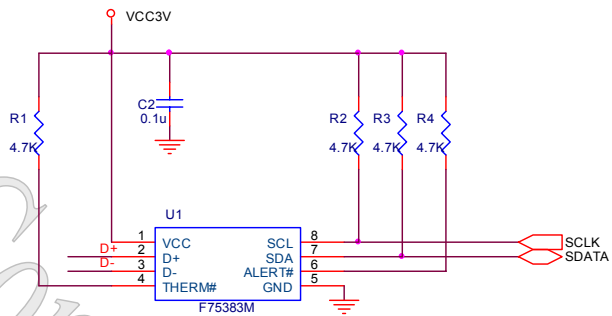 VCC3V
R1
4.7K
C2
0.1u
R2
4.7K
R3
4.7K
R4
4.7K
U1
1 VCC
D+ 2 D+
D- 3 D-
4 THERM#
SCL 8
SDA 7
ALERT# 6
GND 5
F75383M
SCLK
SDATA